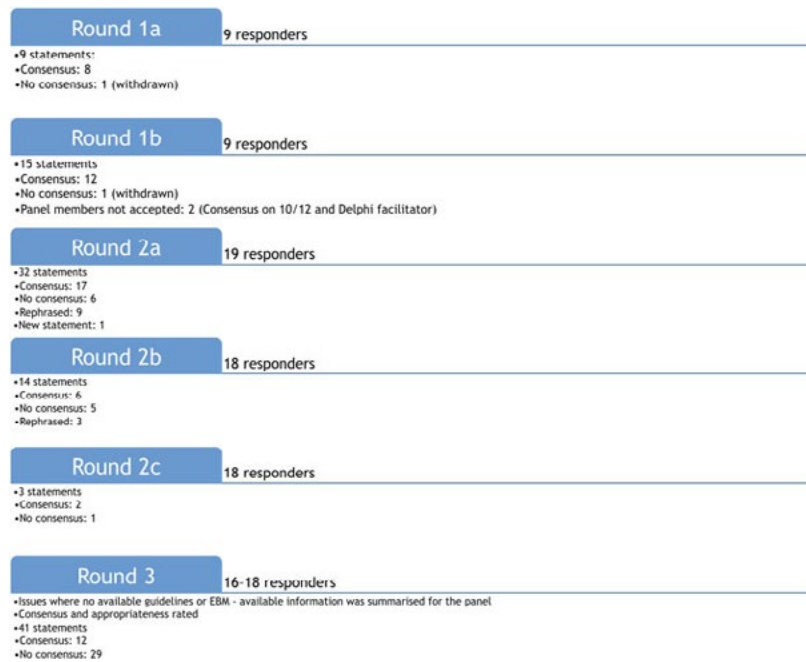 Round 1a
9 responders
•9 statements:
•Consensus: 8
•No consensus: 1 (withdrawn)
Round 1b
9 responders
•15 statements
•Consensus: 12
•No consensus: 1 (withdrawn)
•Panel members not accepted: 2 (Consensus on 10/12 and Delphi facilitator)
Round 2a
19 responders
•32 statements
•Consensus: 17
•No consensus: 6
•Rephrased: 9
•New statement: 1
Round 2b
18 responders
•14 statements
•Consensus: 6
•No consensus: 5
•Rephrased: 3
Round 2c
18 responders
•3 statements
•Consensus: 2
•No consensus: 1
Round 3
16-18 responders
•Issues where no available guidelines or EBM - available information was summarised for the panel
•Consensus and appropriateness rated
•41 statements
•Consensus: 12
•No consensus: 29